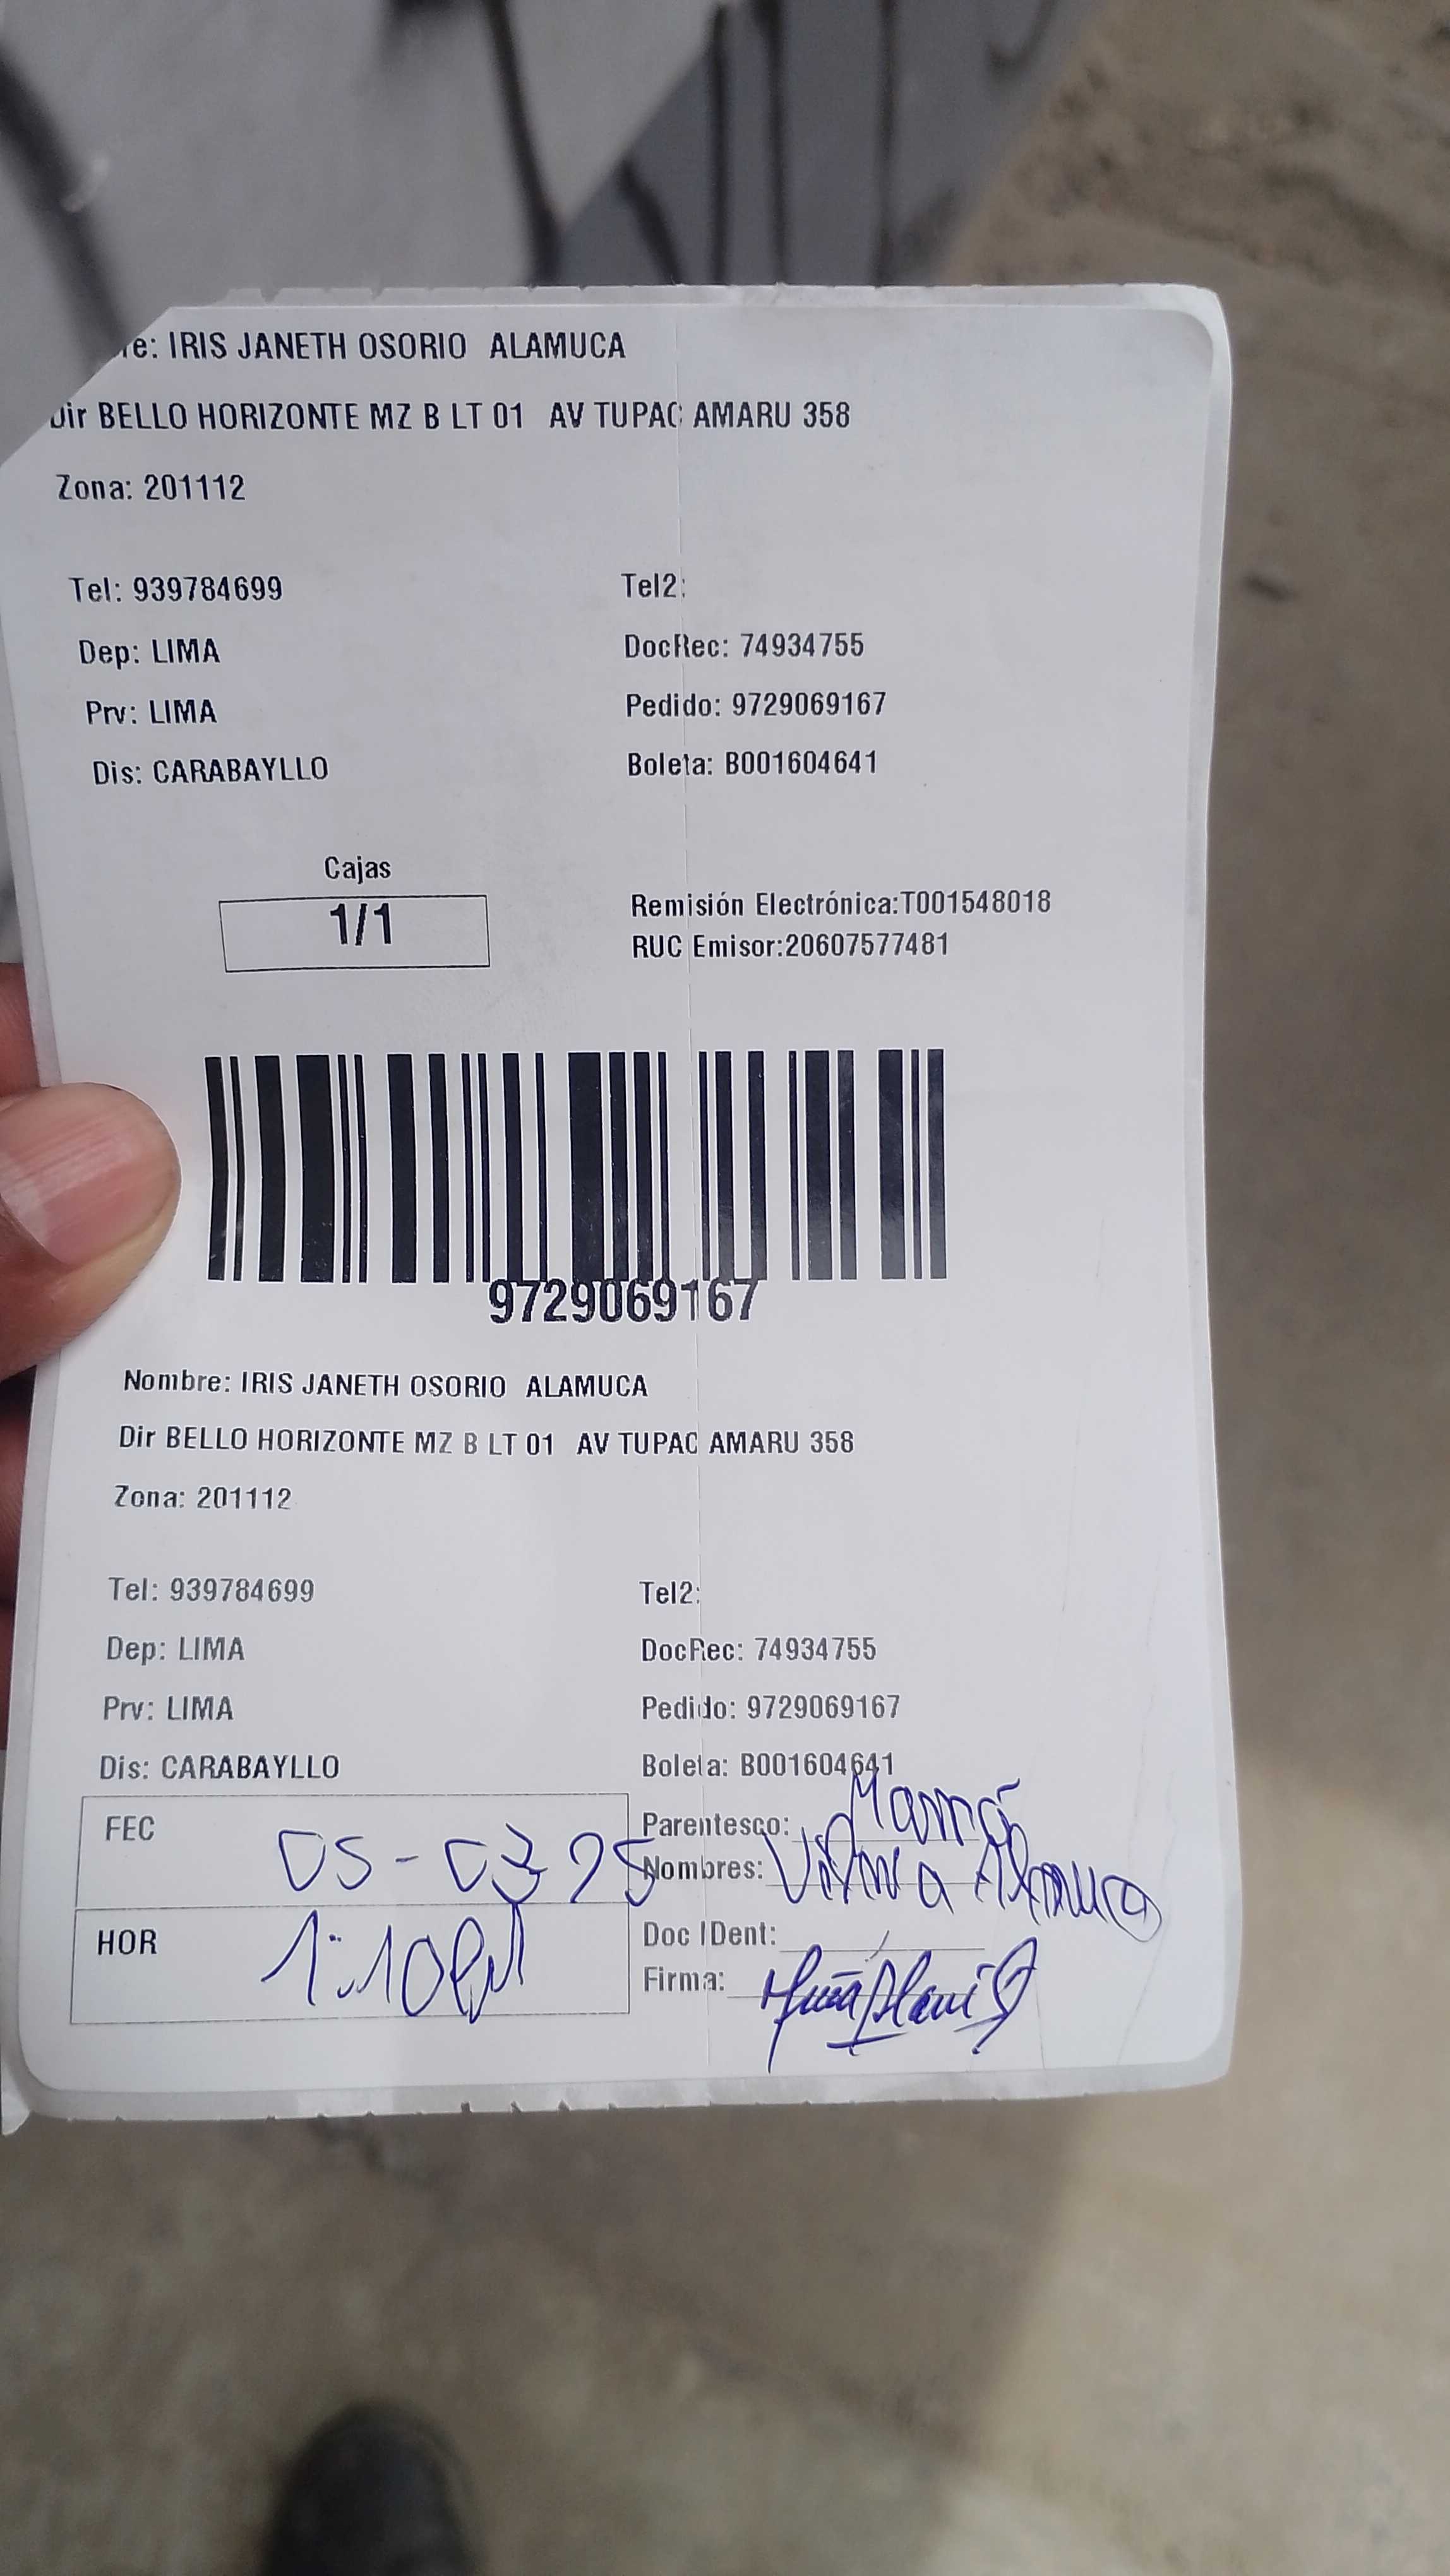 e: IRIS JANETH OSORIO ALAMUCA
Dir BELLO HORIZONTE MZ B LT 01 AV TUPAC AMARU 358
Zona: 201112
Tel: 939784699 Tel2:
Dep: LIMA DocRec: 74934755
Prv: LIMA Pedido: 9729069167
Dis: CARABAYLLO Boleta: B001604641
Cajas
1/1
Remisión Electrónica:T001548018
RUC Emisor:20607577481
9729069167
Nombre: IRIS JANETH OSORIO ALAMUCA
Dir BELLO HORIZONTE MZ B LT 01 AV TUPAC AMARU 358
Zona: 201112
Tel: 939784699 Tel2:
Dep: LIMA DocRec: 74934755
Prv: LIMA Pedido: 9729069167
Dis: CARABAYLLO Boleta: B001604641
FEC 05-03 25 Parentesco: Mamá
Nombres:
HOR 1:10 PM Doc IDent:
Firma: